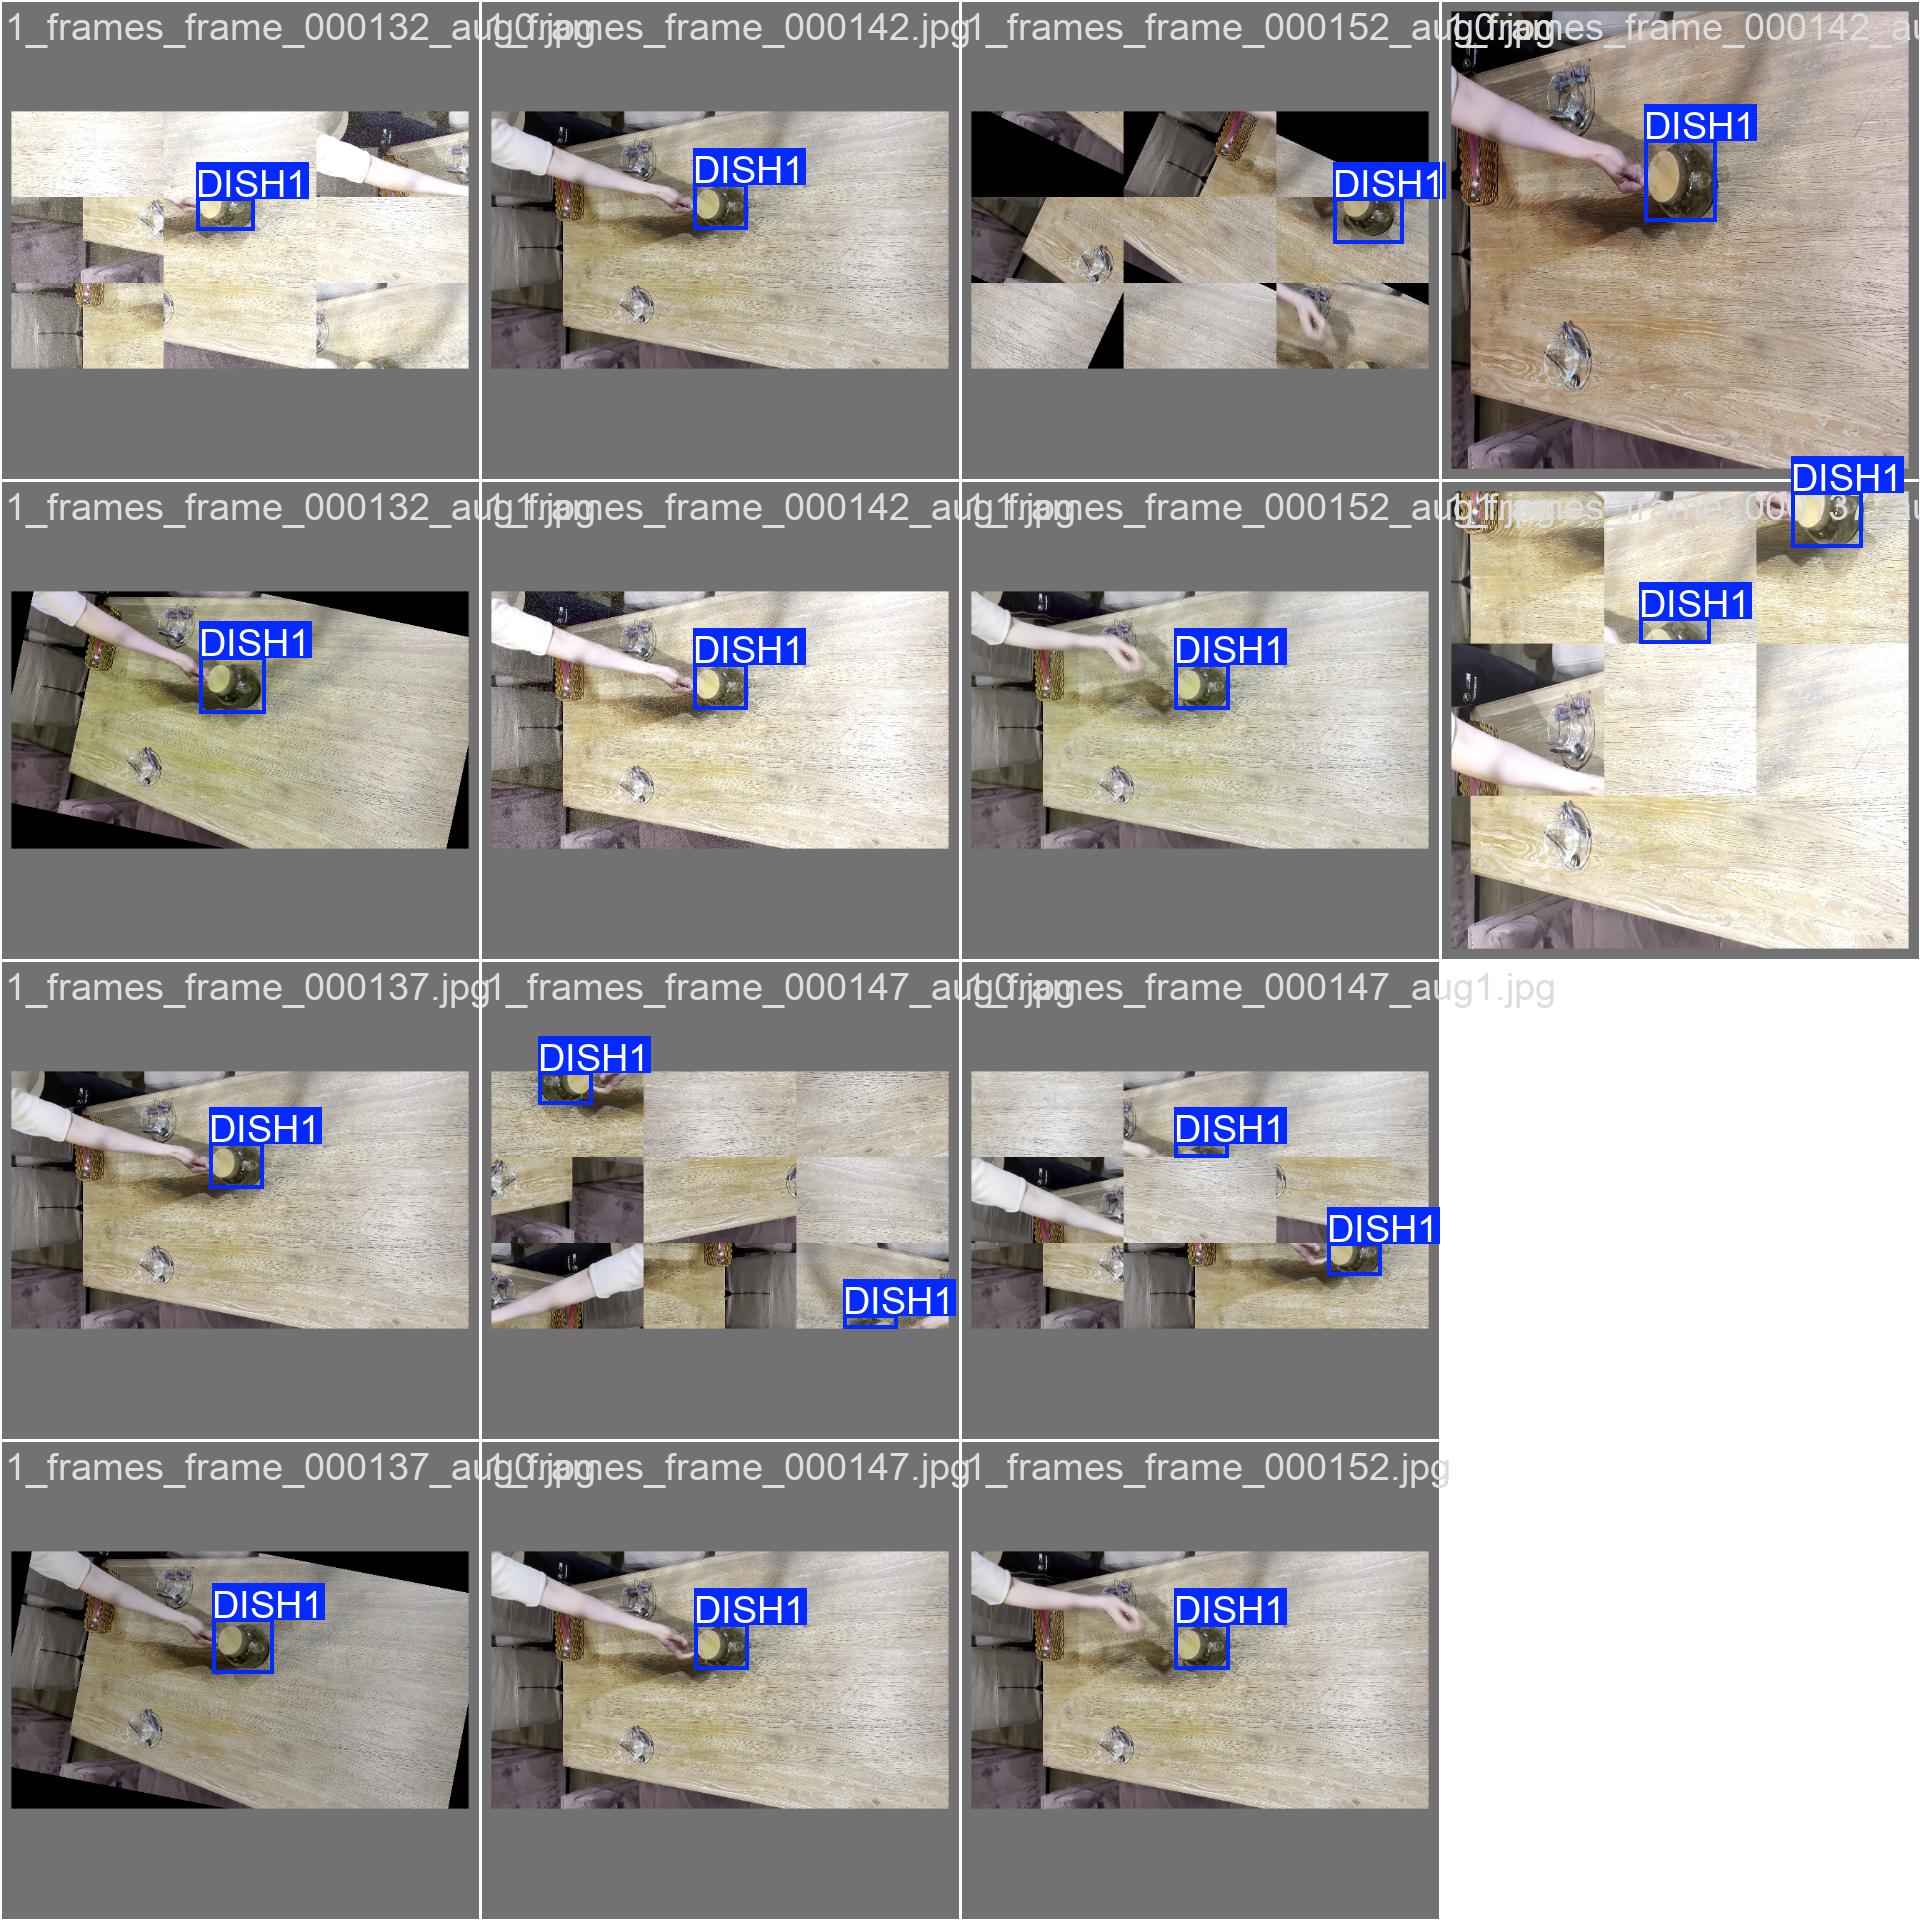 1_frames_frame_000132_aug0.jpg
1_frames_frame_000142.jpg
1_frames_frame_000152_aug0.jpg
DISH1
DISH1
DISH1
DISH1
DISH1
1_frames_frame_000132_aug1.jpg
1_frames_frame_000142_aug1.jpg
1_frames_frame_000152_aug1.jpg
DISH1
DISH1
DISH1
DISH1
1_frames_frame_000137.jpg
1_frames_frame_000147_aug0.jpg
1_frames_frame_000147_aug1.jpg
DISH1
DISH1
DISH1
DISH1
DISH1
1_frames_frame_000137_aug0.jpg
1_frames_frame_000147.jpg
1_frames_frame_000152.jpg
DISH1
DISH1
DISH1